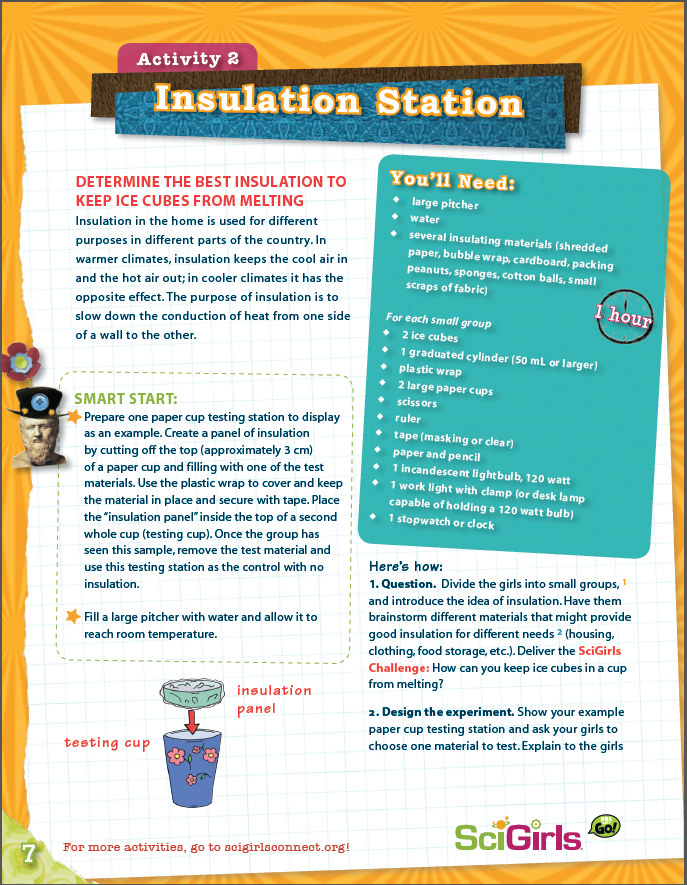 Activity 2
Insulation Station
DETERMINE THE BEST INSULATION TO
KEEP ICE CUBES FROM MELTING
Insulation in the home is used for different
purposes in different parts of the country. In
warmer climates, insulation keeps the cool air in
and the hot air out; in cooler climates it has the
opposite effect. The purpose of insulation is to
slow down the conduction of heat from one side
of a wall to the other.
SMART START:
Prepare one paper cup testing station to display
as an example. Create a panel of insulation
by cutting off the top (approximately 3 cm)
of a paper cup and filling with one of the test
materials. Use the plastic wrap to cover and keep
the material in place and secure with tape. Place
the “insulation panel” inside the top of a second
whole cup (testing cup). Once the group has
seen this sample, remove the test material and
use this testing station as the control with no
insulation.
Fill a large pitcher with water and allow it to
reach room temperature.
insulation
panel
testing cup
You'll Need:
large pitcher
water
several insulating materials (shredded
paper, bubble wrap, cardboard, packing
peanuts, sponges, cotton balls, small
scraps of fabric)
1 hour
For each small group
2 ice cubes
1 graduated cylinder (50 mL or larger)
plastic wrap
2 large paper cups
scissors
ruler
tape (masking or clear)
paper and pencil
1 incandescent lightbulb, 120 watt
1 work light with clamp (or desk lamp
capable of holding a 120 watt bulb)
1 stopwatch or clock
Here's how:
1. Question. Divide the girls into small groups, 1
and introduce the idea of insulation. Have them
brainstorm different materials that might provide
good insulation for different needs 2 (housing,
clothing, food storage, etc.). Deliver the SciGirls
Challenge: How can you keep ice cubes in a cup
from melting?
2. Design the experiment. Show your example
paper cup testing station and ask your girls to
choose one material to test. Explain to the girls
7
For more activities, go to scigirlsconnect.org!
SciGirls
PBS
GO!